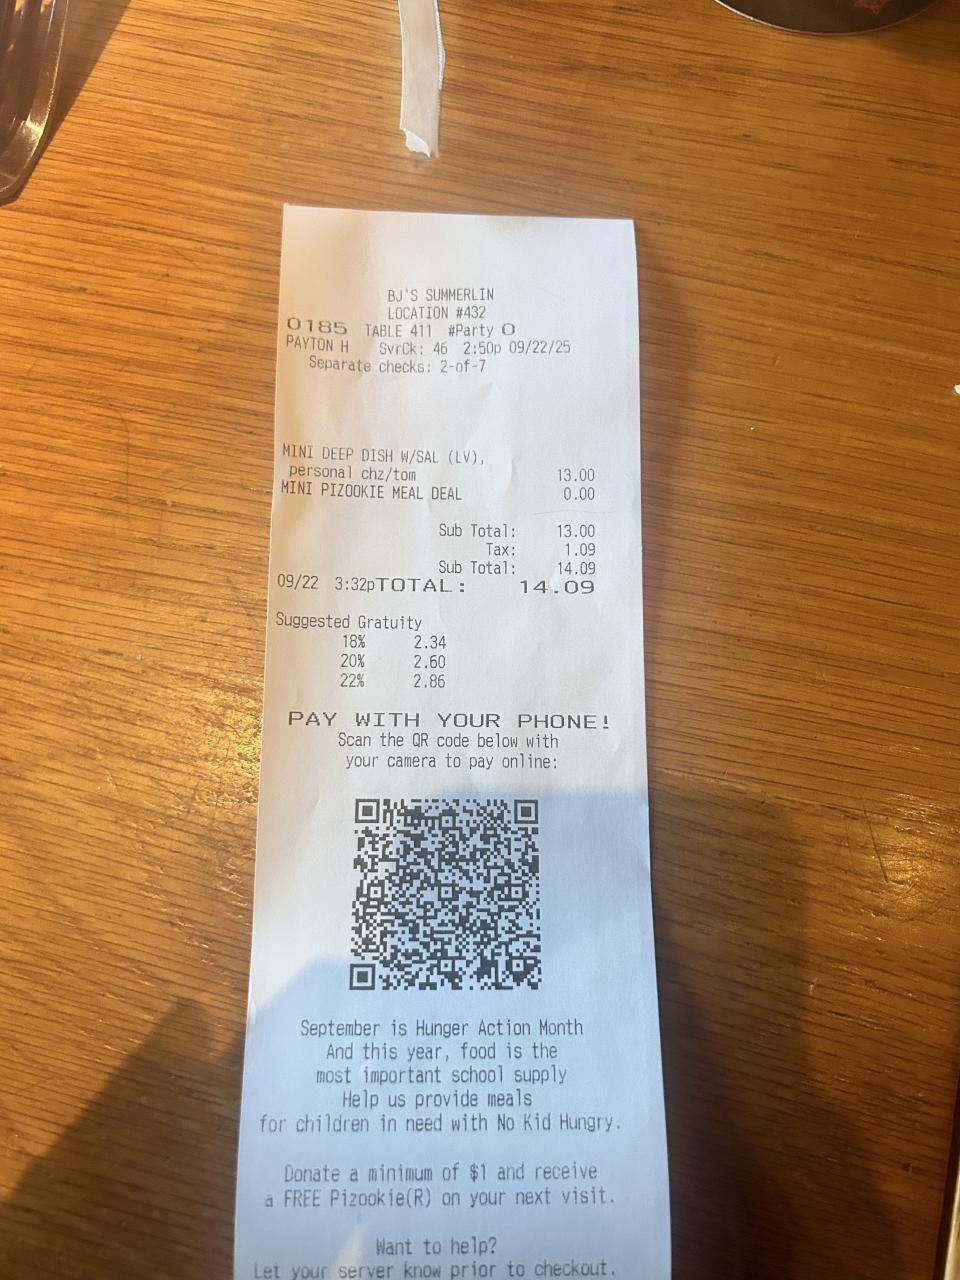 BJ'S SUMMERLIN
LOCATION #432
0185 TABLE 411 #Party 0
PAYTON H SvrCk: 46 2:50p 09/22/25
Separate checks: 2-of-7
MINI DEEP DISH W/SAL (LV),
personal chz/tom 13.00
MINI PIZOOKIE MEAL DEAL 0.00
Sub Total: 13.00
Tax: 1.09
Sub Total: 14.09
09/22 3:32pTOTAL: 14.09
Suggested Gratuity
18% 2.34
20% 2.60
22% 2.86
PAY WITH YOUR PHONE!
Scan the QR code below with
your camera to pay online:
September is Hunger Action Month
And this year, food is the
most important school supply
Help us provide meals
for children in need with No Kid Hungry.
Donate a minimum of $1 and receive
a FREE Pizookie(R) on your next visit.
Want to help?
Let your server know prior to checkout.